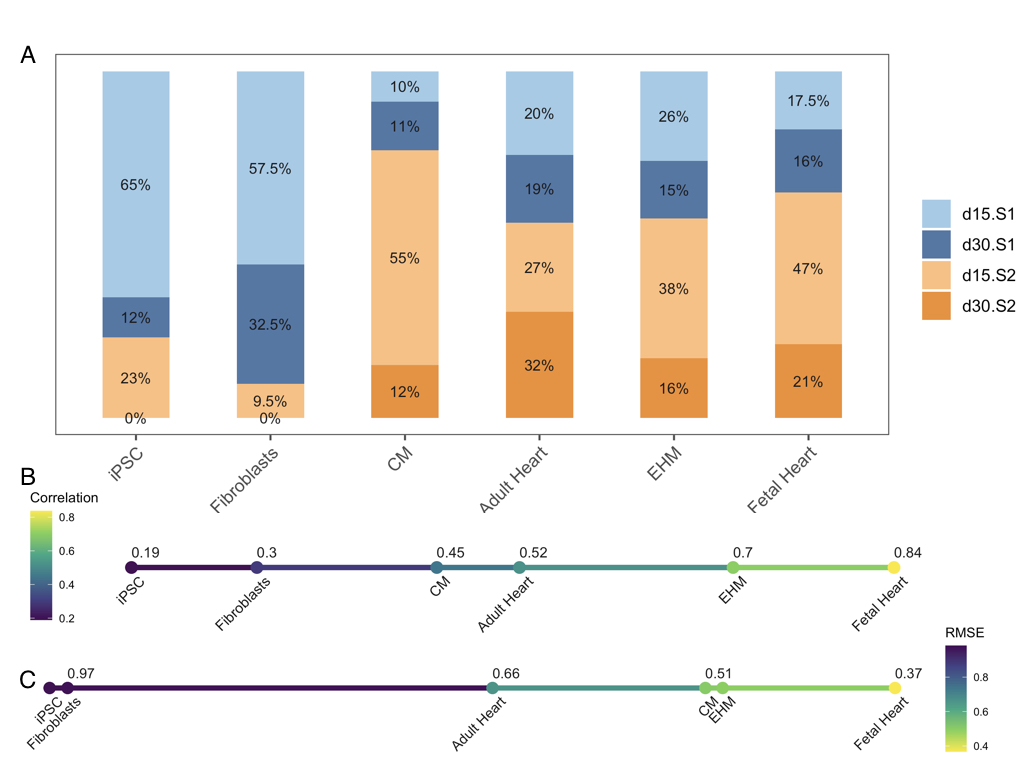 A
65%
12%
23%
0%
57.5%
32.5%
9.5%
0%
10%
11%
55%
12%
20%
19%
27%
32%
26%
15%
38%
16%
17.5%
16%
47%
21%
d15.S1
d30.S1
d15.S2
d30.S2
iPSC
Fibroblasts
CM
Adult Heart
EHM
Fetal Heart
B
Correlation
0.8
0.6
0.4
0.2
0.19
0.3
0.45
0.52
0.7
0.84
iPSC
Fibroblasts
CM
Adult Heart
EHM
Fetal Heart
C
0.97
0.66
0.51
0.37
iPSC
Fibroblasts
Adult Heart
CM
EHM
Fetal Heart
RMSE
0.8
0.6
0.4